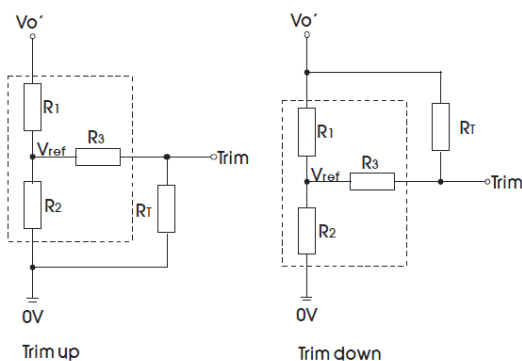 Vo´
R1
Vref
R3
Trim
R2
RT
0V
Trim up
Vo´
R1
RT
Vref
R3
Trim
R2
0V
Trim down